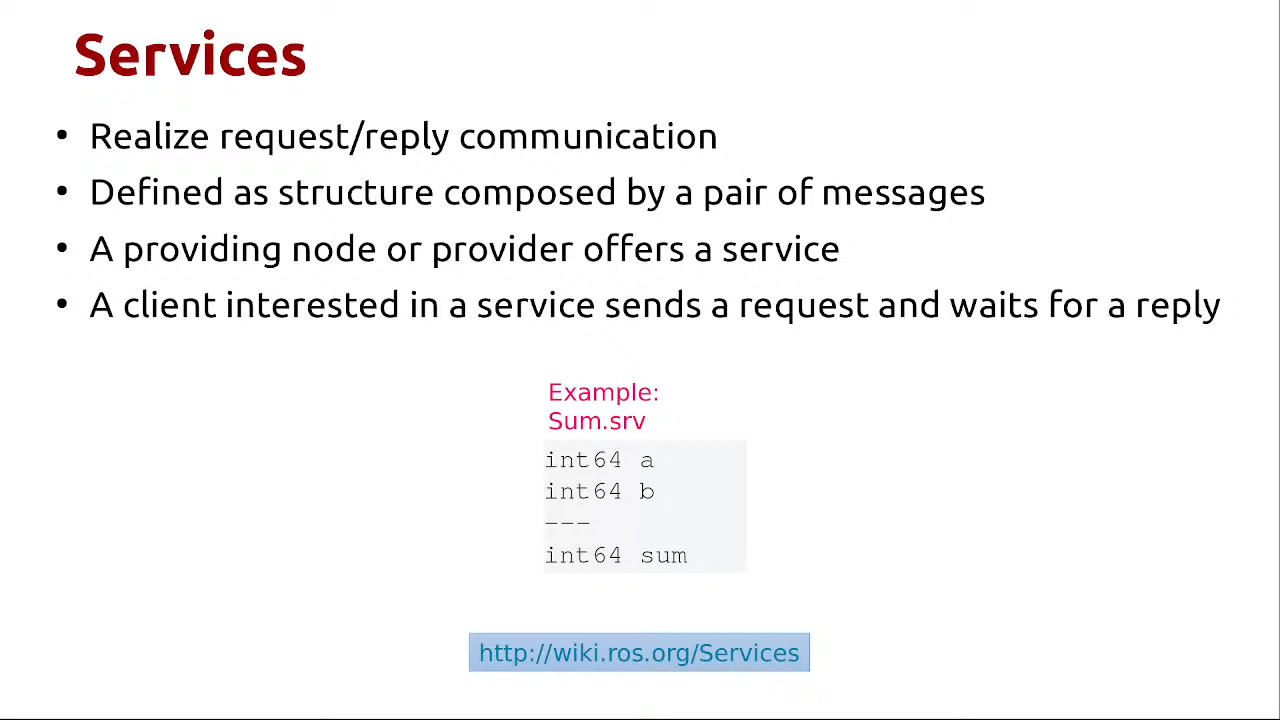 Services
• Realize request/reply communication
• Defined as structure composed by a pair of messages
• A providing node or provider offers a service
• A client interested in a service sends a request and waits for a reply
Example:
Sum.srv
int64 a
int64 b
---
int64 sum
http://wiki.ros.org/Services